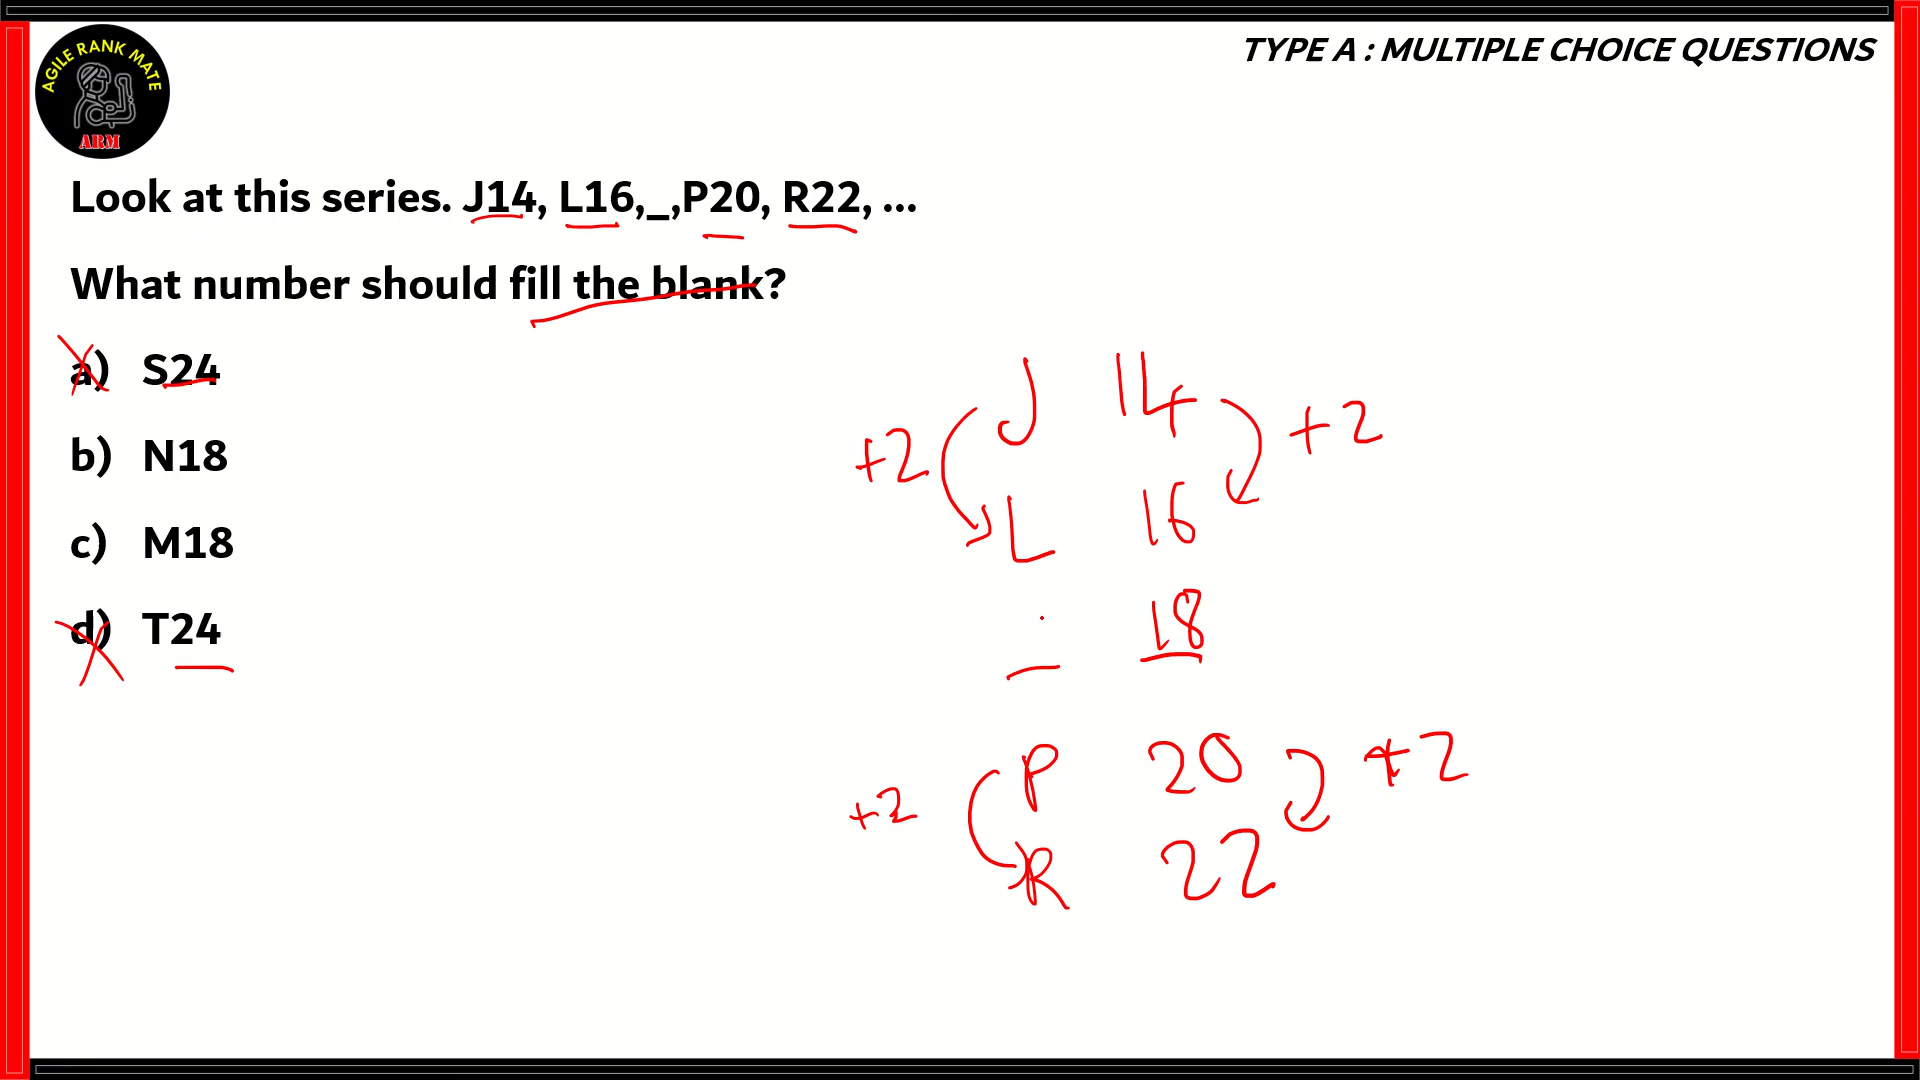 AGILE RANK MATE
ARM
TYPE A : MULTIPLE CHOICE QUESTIONS
Look at this series. J14, L16,_,P20, R22, ...
What number should fill the blank?
a) S24
b) N18
c) M18
d) T24
J 14
+2 +2
L 16
_ 18
P 20
+2 +2
R 22